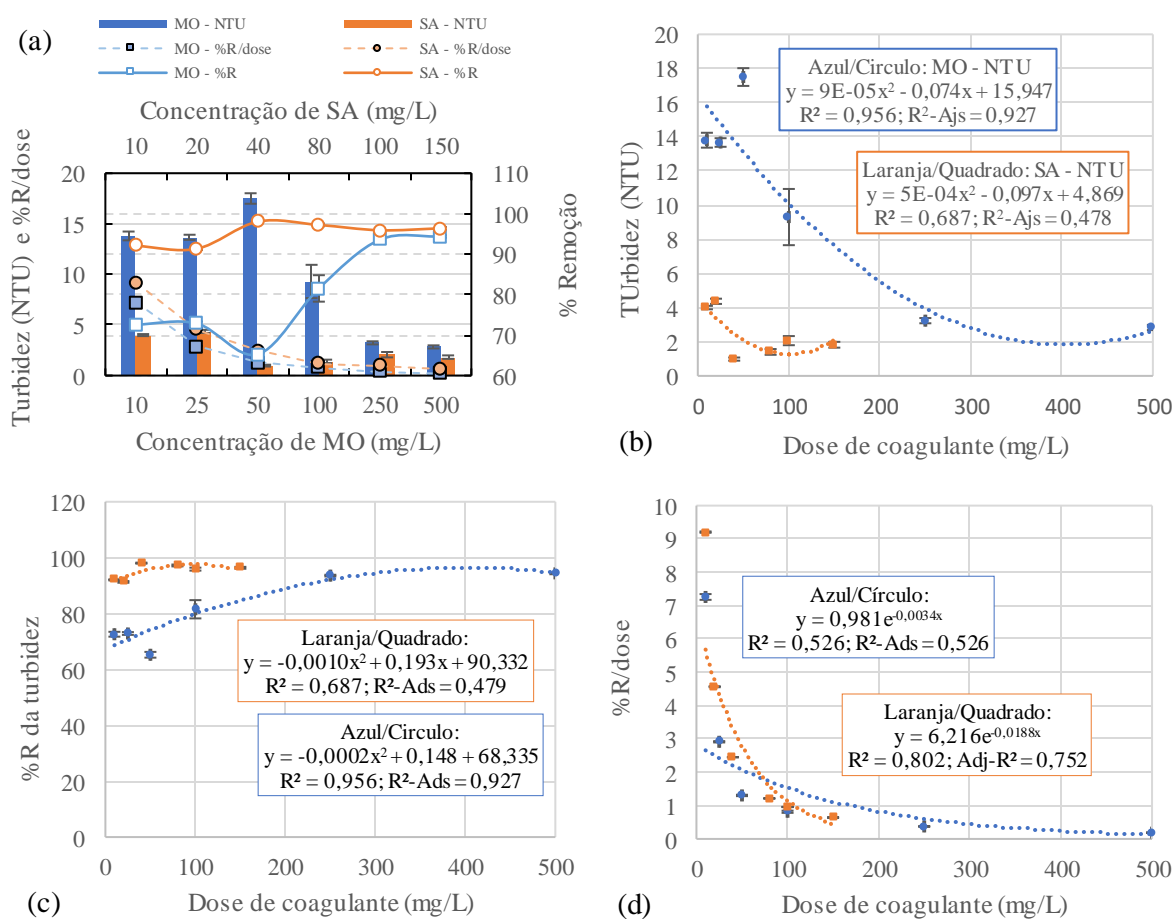 (a)
MO - NTU
SA - NTU
MO - %R/dose
SA - %R/dose
MO - %R
SA - %R
Concentração de SA (mg/L)
10 20 40 80 100 150
Turbidez (NTU) e %R/dose
20
15
10
5
0
% Remoção
110
100
90
80
70
60
10 25 50 100 250 500
Concentração de MO (mg/L)
(b)
TUrbidez (NTU)
20
18
16
14
12
10
8
6
4
2
0
Azul/Circulo: MO - NTU
y = 9E-05x² - 0,074x + 15,947
R² = 0,956; R²-Ajs = 0,927
Laranja/Quadrado: SA - NTU
y = 5E-04x² - 0,097x + 4,869
R² = 0,687; R²-Ajs = 0,478
0 100 200 300 400 500
Dose de coagulante (mg/L)
(c)
%R da turbidez
120
100
80
60
40
20
0
Laranja/Quadrado:
y = -0,0010x² + 0,193x + 90,332
R² = 0,687; R²-Ads = 0,479
Azul/Circulo:
y = -0,0002x² + 0,148 + 68,335
R² = 0,956; R²-Ads = 0,927
0 100 200 300 400 500
Dose de coagulante (mg/L)
(d)
%R/dose
10
9
8
7
6
5
4
3
2
1
0
Azul/Círculo:
y = 0,981e⁻⁰,⁰⁰³⁴ˣ
R² = 0,526; R²-Ads = 0,526
Laranja/Quadrado:
y = 6,216e⁻⁰,⁰¹⁸⁸ˣ
R² = 0,802; Adj-R² = 0,752
0 100 200 300 400 500
Dose de coagulante (mg/L)